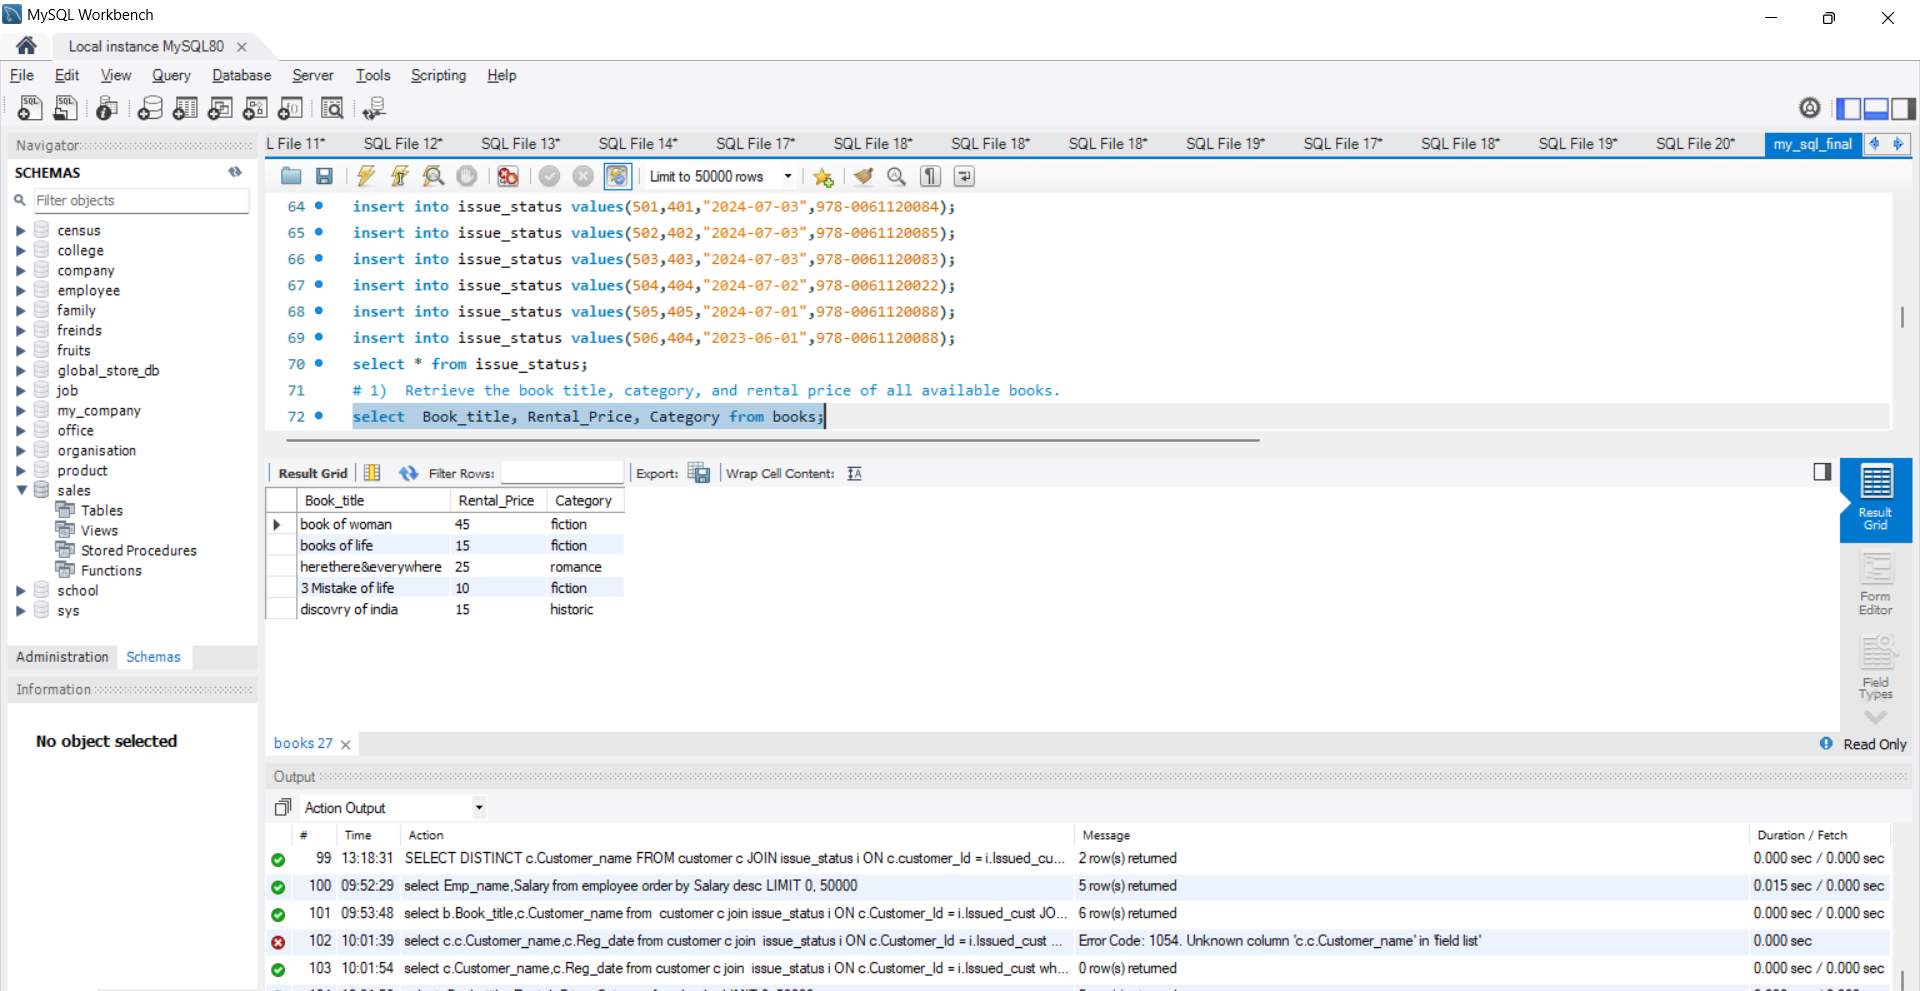 MySQL Workbench
Local instance MySQL80
File Edit View Query Database Server Tools Scripting Help
Navigator
L File 11* SQL File 12* SQL File 13* SQL File 14* SQL File 17* SQL File 18* SQL File 18* SQL File 18* SQL File 19* SQL File 17* SQL File 18* SQL File 19* SQL File 20* my_sql_final
SCHEMAS
Filter objects
census
college
company
employee
family
freinds
fruits
global_store_db
job
my_company
office
organisation
product
sales
Tables
Views
Stored Procedures
Functions
school
sys
Administration Schemas
Information
No object selected
Limit to 50000 rows
64 insert into issue_status values(501,401,"2024-07-03",978-0061120084);
65 insert into issue_status values(502,402,"2024-07-03",978-0061120085);
66 insert into issue_status values(503,403,"2024-07-03",978-0061120083);
67 insert into issue_status values(504,404,"2024-07-02",978-0061120022);
68 insert into issue_status values(505,405,"2024-07-01",978-0061120088);
69 insert into issue_status values(506,404,"2023-06-01",978-0061120088);
70 select * from issue_status;
71 # 1) Retrieve the book title, category, and rental price of all available books.
72 select Book_title, Rental_Price, Category from books;
Result Grid Filter Rows: Export: Wrap Cell Content:
Book_title Rental_Price Category
book of woman 45 fiction
books of life 15 fiction
herethere&everywhere 25 romance
3 Mistake of life 10 fiction
discovry of india 15 historic
Result
Grid
Form
Editor
Field
Types
books 27
Read Only
Output
Action Output
# Time Action Message Duration / Fetch
99 13:18:31 SELECT DISTINCT c.Customer_name FROM customer c JOIN issue_status i ON c.customer_Id = i.Issued_cu... 2 row(s) returned 0.000 sec / 0.000 sec
100 09:52:29 select Emp_name,Salary from employee order by Salary desc LIMIT 0, 50000 5 row(s) returned 0.015 sec / 0.000 sec
101 09:53:48 select b.Book_title,c.Customer_name from customer c join issue_status i ON c.Customer_Id = i.Issued_cust JO... 6 row(s) returned 0.000 sec / 0.000 sec
102 10:01:39 select c.c.Customer_name,c.Reg_date from customer c join issue_status i ON c.Customer_Id = i.Issued_cust ... Error Code: 1054. Unknown column 'c.c.Customer_name' in 'field list' 0.000 sec
103 10:01:54 select c.Customer_name,c.Reg_date from customer c join issue_status i ON c.Customer_Id = i.Issued_cust wh... 0 row(s) returned 0.000 sec / 0.000 sec